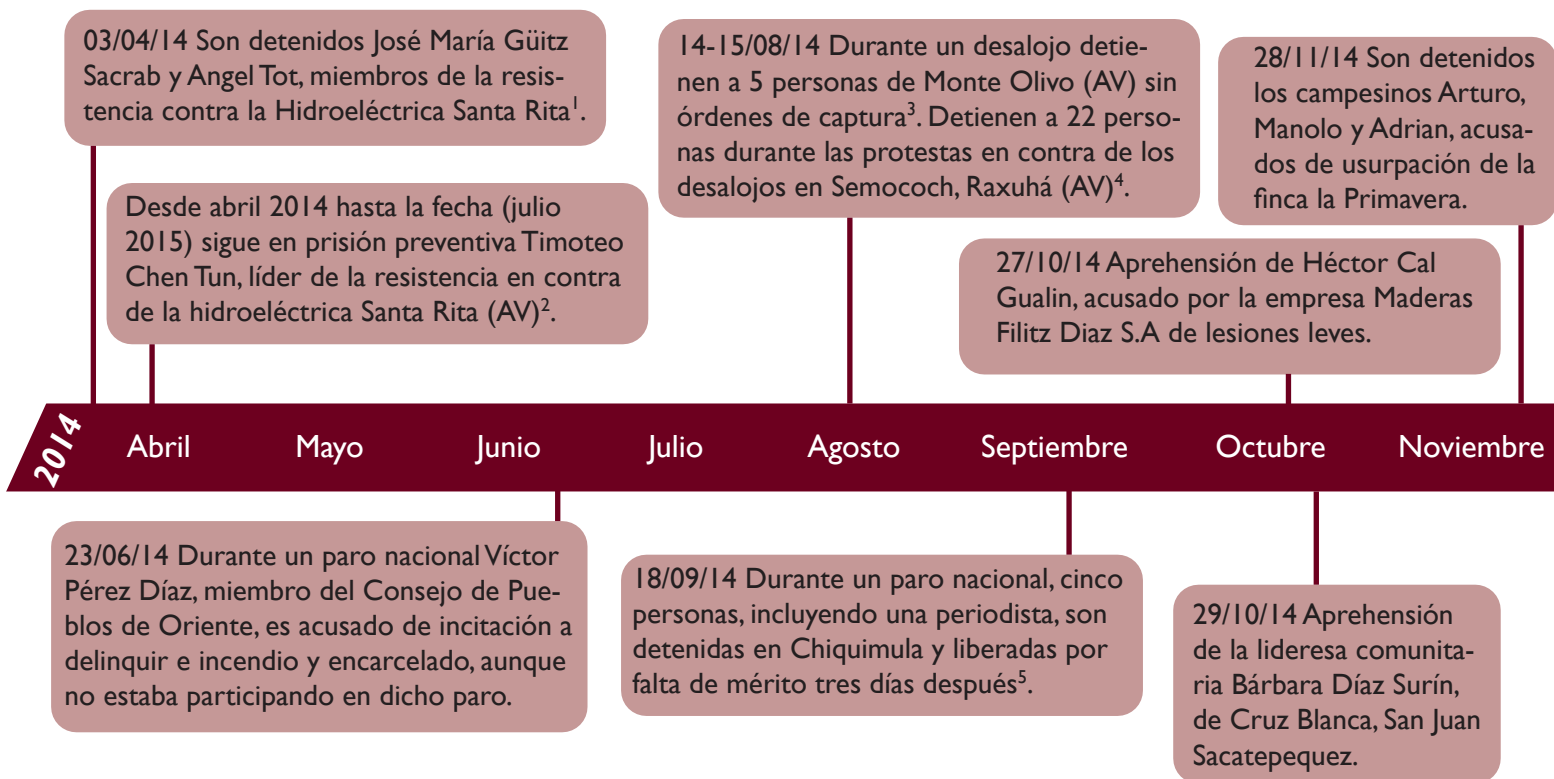 03/04/14 Son detenidos José María Güitz
Sacrab y Angel Tot, miembros de la resis-
tencia contra la Hidroeléctrica Santa Rita¹.
Desde abril 2014 hasta la fecha (julio
2015) sigue en prisión preventiva Timoteo
Chen Tun, líder de la resistencia en contra
de la hidroeléctrica Santa Rita (AV)².
14-15/08/14 Durante un desalojo detie-
nen a 5 personas de Monte Olivo (AV) sin
órdenes de captura³. Detienen a 22 perso-
nas durante las protestas en contra de los
desalojos en Semococh, Raxuhá (AV)⁴.
28/11/14 Son detenidos
los campesinos Arturo,
Manolo y Adrian, acusa-
dos de usurpación de la
finca la Primavera.
27/10/14 Aprehensión de Héctor Cal
Gualin, acusado por la empresa Maderas
Filitz Diaz S.A de lesiones leves.
2014
Abril Mayo Junio Julio Agosto Septiembre Octubre Noviembre
23/06/14 Durante un paro nacional Víctor
Pérez Díaz, miembro del Consejo de Pue-
blos de Oriente, es acusado de incitación a
delinquir e incendio y encarcelado, aunque
no estaba participando en dicho paro.
18/09/14 Durante un paro nacional, cinco
personas, incluyendo una periodista, son
detenidas en Chiquimula y liberadas por
falta de mérito tres días después⁵.
29/10/14 Aprehensión
de la lideresa comunita-
ria Bárbara Díaz Surín,
de Cruz Blanca, San Juan
Sacatepequez.